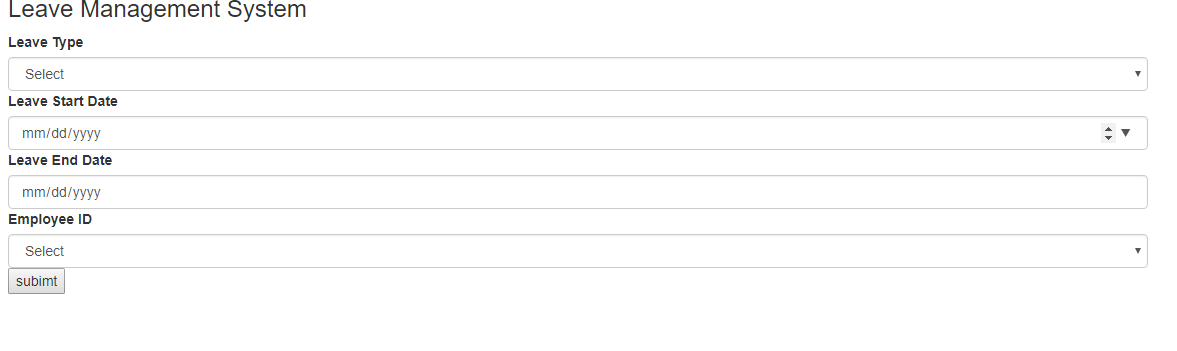 Leave Management System
Leave Type
Select
Leave Start Date
mm/dd/yyyy
Leave End Date
mm/dd/yyyy
Employee ID
Select
subimt